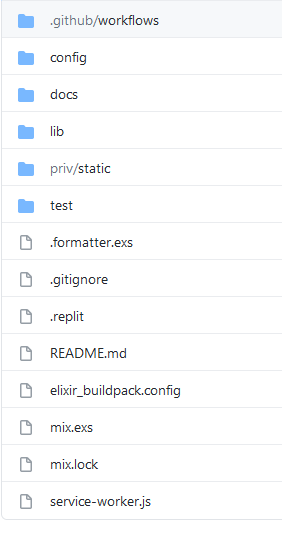 .github/workflows
config
docs
lib
priv/static
test
.formatter.exs
.gitignore
.replit
README.md
elixir_buildpack.config
mix.exs
mix.lock
service-worker.js